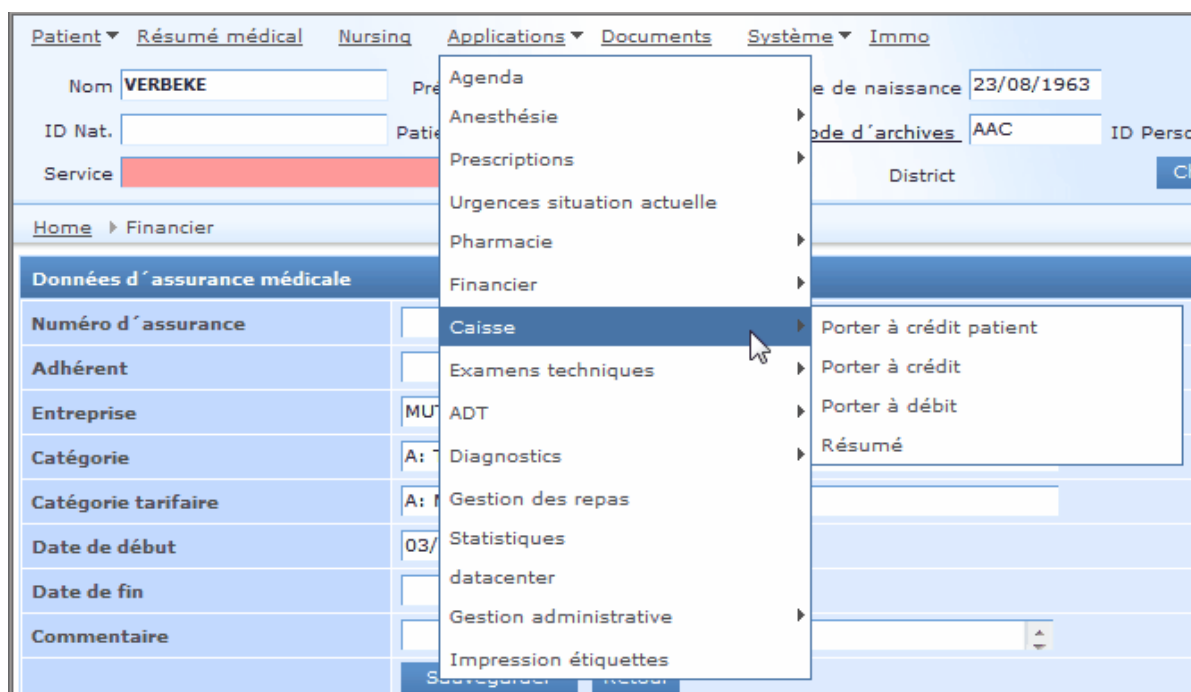 Patient Résumé médical Nursing Applications Documents Système Immo
Nom VERBEKE e de naissance 23/08/1963
ID Nat. ode d´archives AAC
Service District
Home Financier
Données d´assurance médicale
Numéro d´assurance
Adhérent
Entreprise
Catégorie A:
Catégorie tarifaire A:
Date de début 03/
Date de fin
Commentaire
Agenda
Anesthésie
Prescriptions
Urgences situation actuelle
Pharmacie
Financier
Caisse
Examens techniques
ADT
Diagnostics
Gestion des repas
Statistiques
datacenter
Gestion administrative
Impression étiquettes
Porter à crédit patient
Porter à crédit
Porter à débit
Résumé